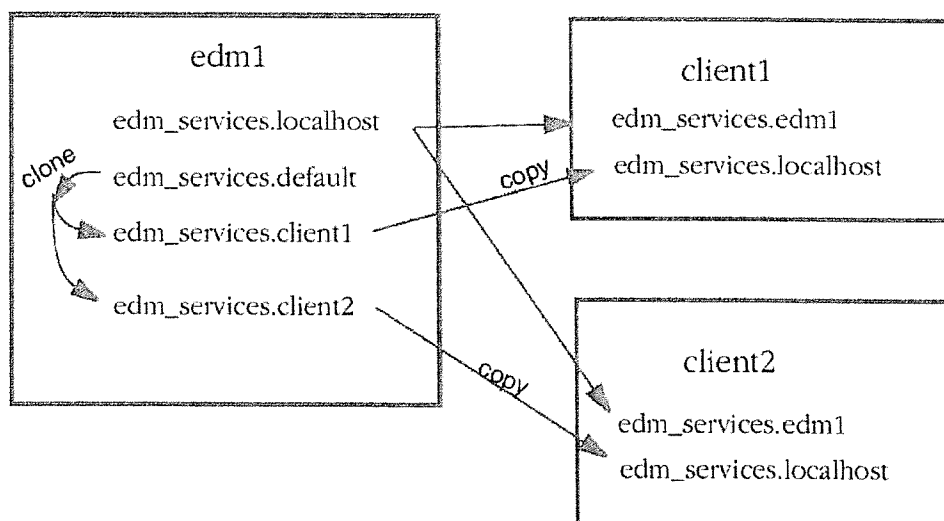 edm1
edm_services.localhost
clone
edm_services.default
edm_services.client1
edm_services.client2
copy
copy
client1
edm_services.edm1
edm_services.localhost
client2
edm_services.edm1
edm_services.localhost